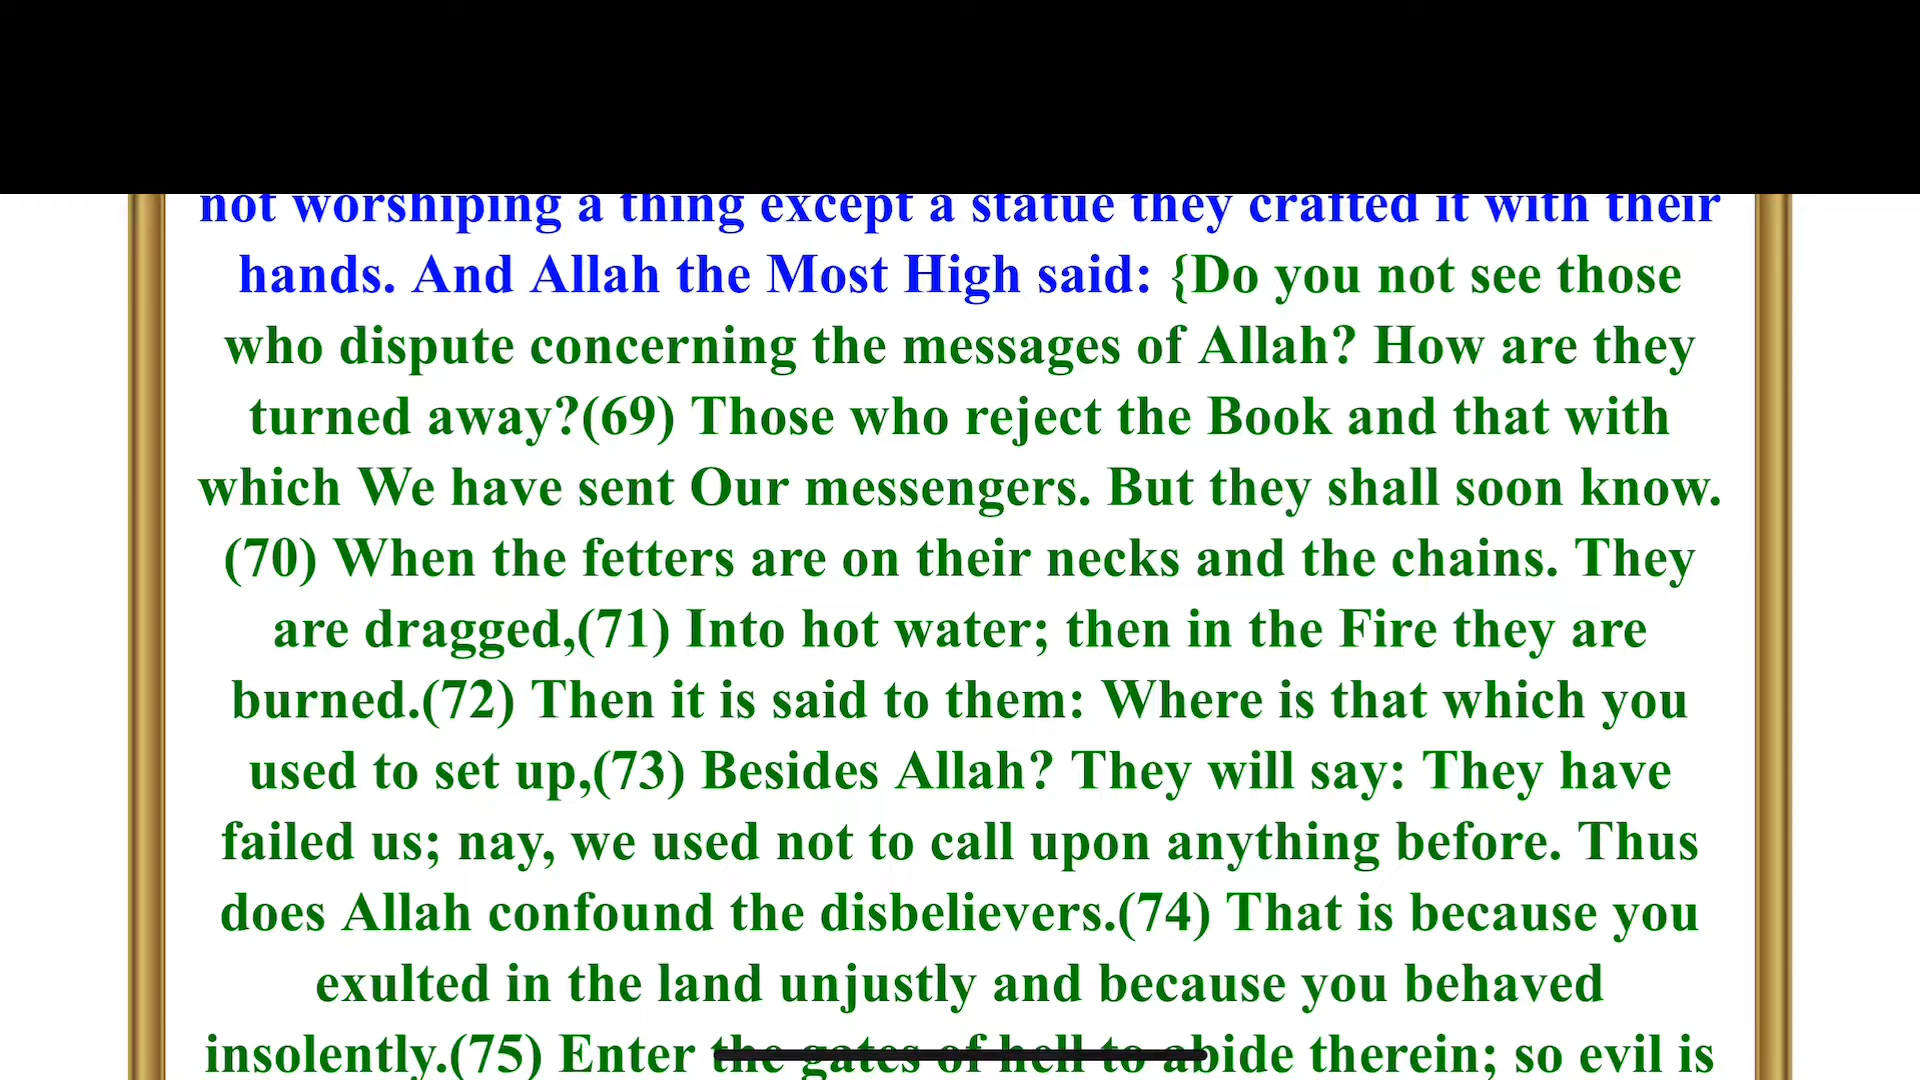 not worshiping a thing except a statue they crafted it with their
hands. And Allah the Most High said: {Do you not see those
who dispute concerning the messages of Allah? How are they
turned away?(69) Those who reject the Book and that with
which We have sent Our messengers. But they shall soon know.
(70) When the fetters are on their necks and the chains. They
are dragged,(71) Into hot water; then in the Fire they are
burned.(72) Then it is said to them: Where is that which you
used to set up,(73) Besides Allah? They will say: They have
failed us; nay, we used not to call upon anything before. Thus
does Allah confound the disbelievers.(74) That is because you
exulted in the land unjustly and because you behaved
insolently.(75) Enter the gates of hell to abide therein; so evil is